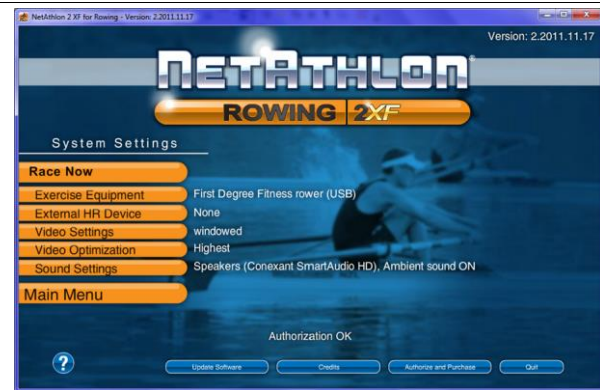 NetAthlon 2 XF for Rowing - Version: 2.2011.11.17
Version: 2.2011.11.17
NETATHLON
ROWING 2XF
System Settings
Race Now
Exercise Equipment First Degree Fitness rower (USB)
External HR Device None
Video Settings windowed
Video Optimization Highest
Sound Settings Speakers (Conexant SmartAudio HD), Ambient sound ON
Main Menu
Authorization OK
? Update Software Credits Authorize and Purchase Quit